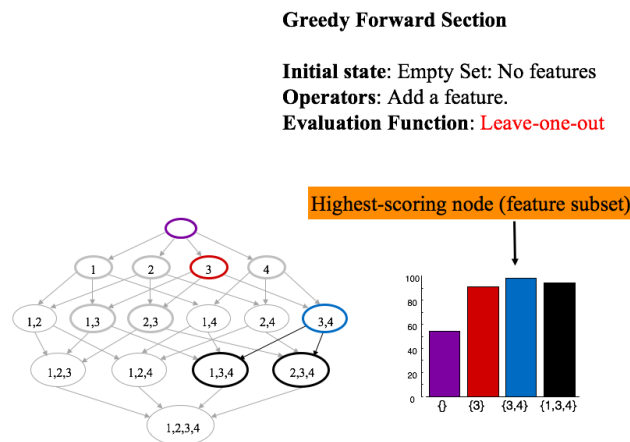 Greedy Forward Section
Initial state: Empty Set: No features
Operators: Add a feature.
Evaluation Function: Leave-one-out
Highest-scoring node (feature subset)
1 2 3 4
1,2 1,3 2,3 1,4 2,4 3,4
1,2,3 1,2,4 1,3,4 2,3,4
1,2,3,4
100
80
60
40
20
0
{} {3} {3,4} {1,3,4}